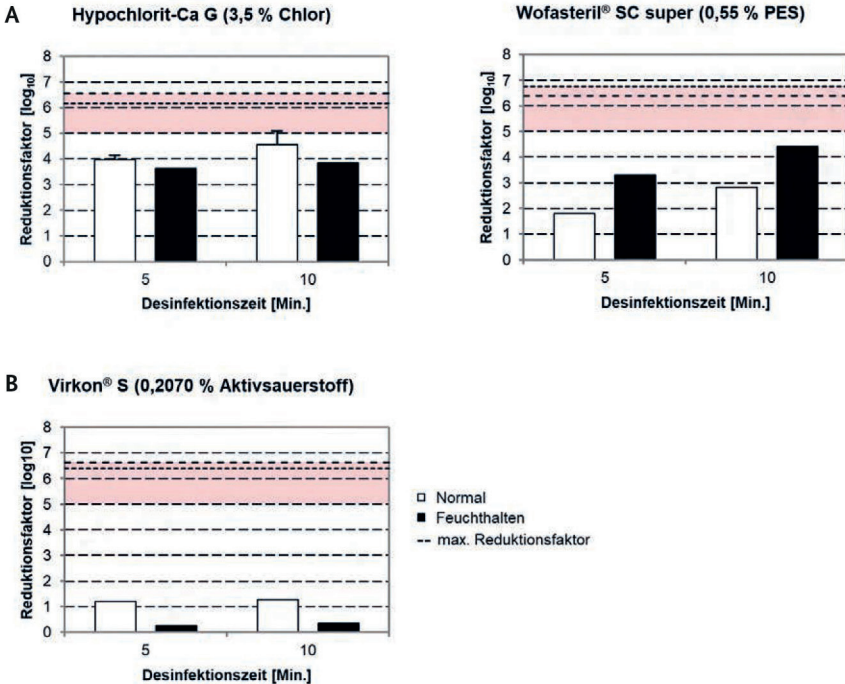 A
Hypochlorit-Ca G (3,5 % Chlor)
Reduktionsfaktor [log10]
8
7
6
5
4
3
2
1
0
5 10
Desinfektionszeit [Min.]
Wofasteril® SC super (0,55 % PES)
Reduktionsfaktor [log10]
8
7
6
5
4
3
2
1
0
5 10
Desinfektionszeit [Min.]
B
Virkon® S (0,2070 % Aktivsauerstoff)
Reduktionsfaktor [log10]
8
7
6
5
4
3
2
1
0
5 10
Desinfektionszeit [Min.]
Normal
Feuchthalten
max. Reduktionsfaktor